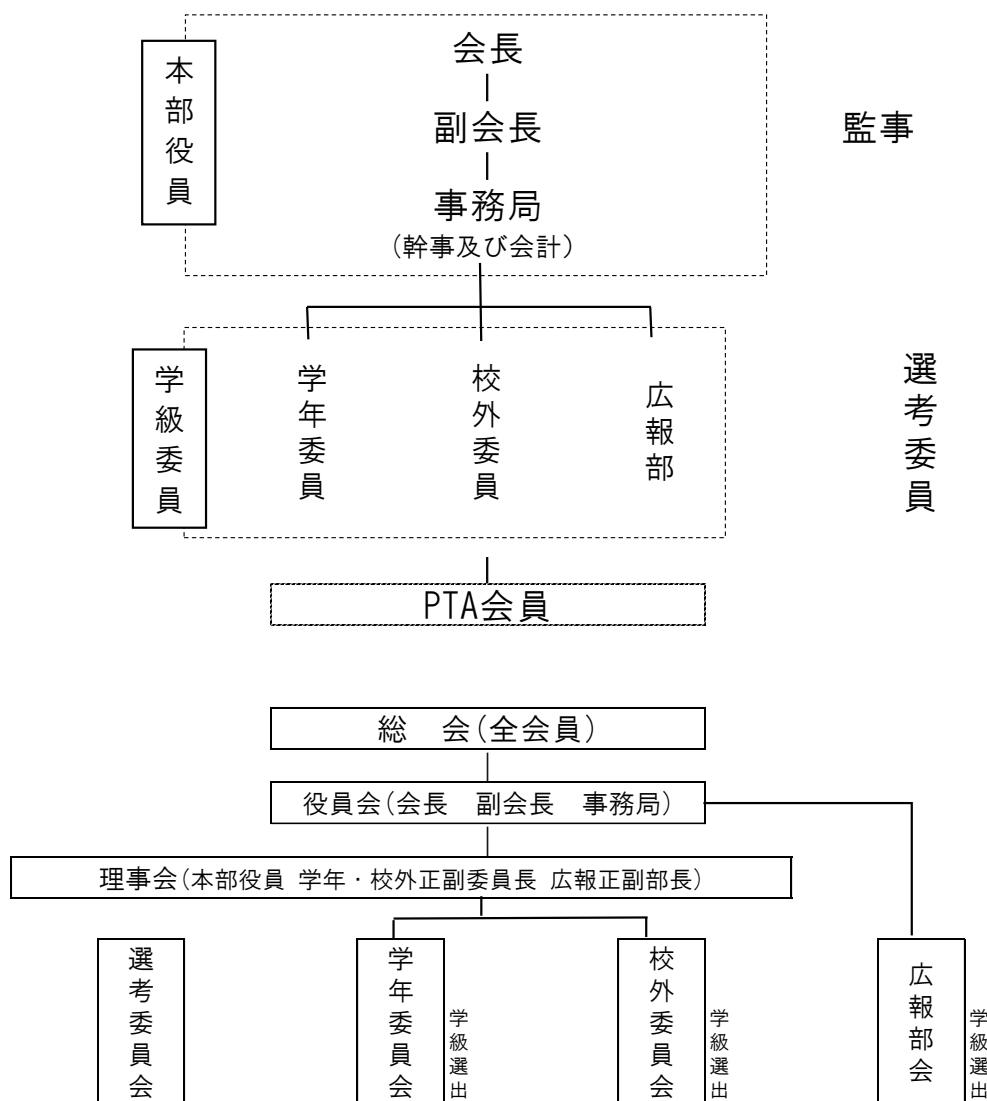 本部役員
会長
副会長
事務局
(幹事及び会計)
監事
学級委員
学年委員
校外委員
広報部
選考委員
PTA会員
総　会(全会員)
役員会(会長　副会長　事務局)
理事会(本部役員 学年・校外正副委員長 広報正副部長)
選考委員会
学年委員会
学級選出
校外委員会
学級選出
広報部会
学級選出